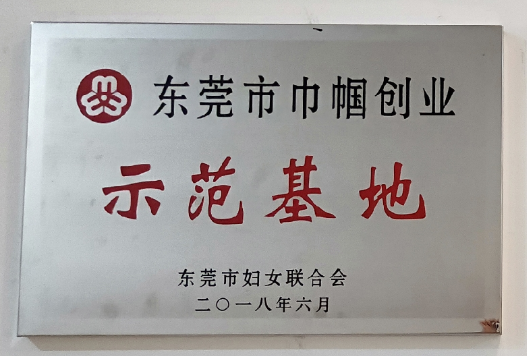 东莞市巾帼创业
示范基地
东莞市妇女联合会
二〇一八年六月